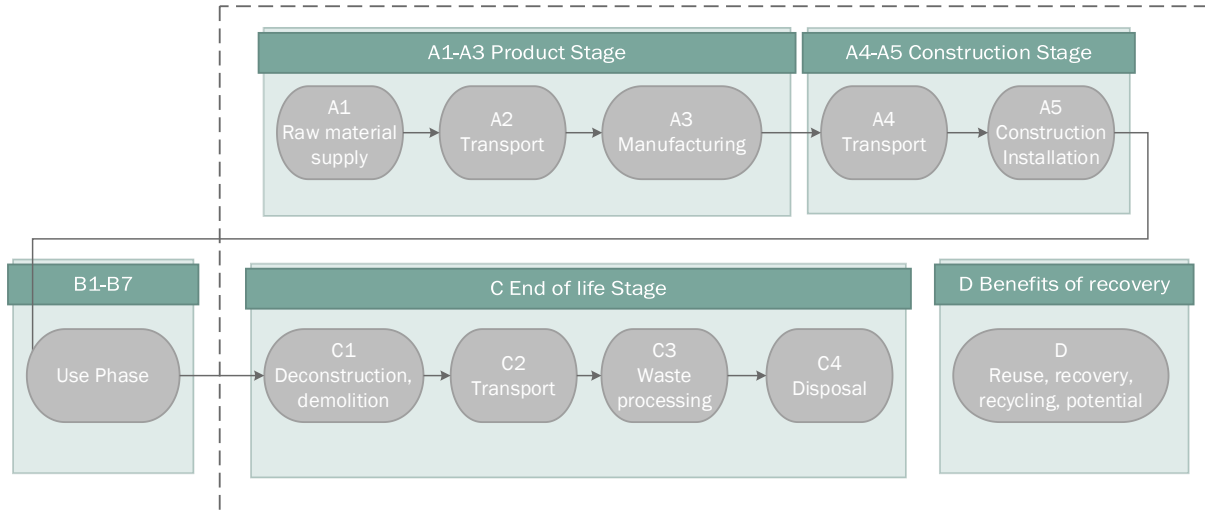 A1-A3 Product Stage
A4-A5 Construction Stage
A1
Raw material
supply
A2
Transport
A3
Manufacturing
A4
Transport
A5
Construction
Installation
B1-B7
C End of life Stage
D Benefits of recovery
Use Phase
C1
Deconstruction,
demolition
C2
Transport
C3
Waste
processing
C4
Disposal
D
Reuse, recovery,
recycling, potential